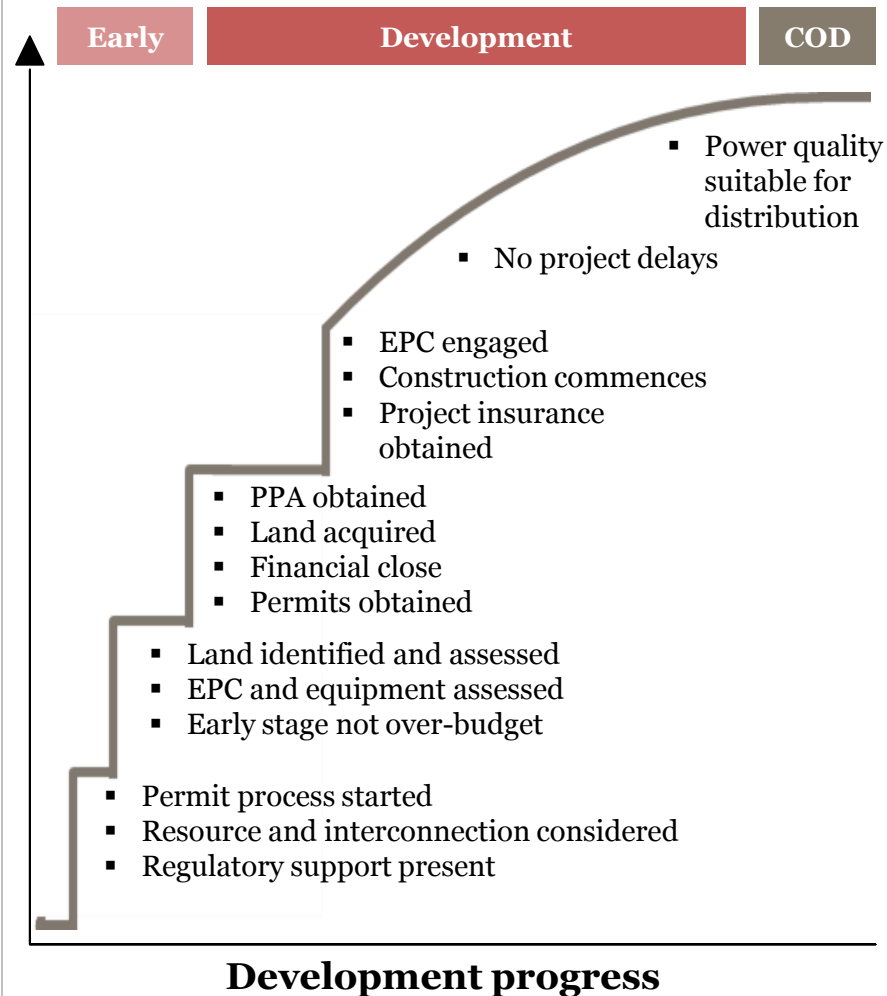 Early
Development
COD
▪ Power quality
suitable for
distribution
▪ No project delays
▪ EPC engaged
▪ Construction commences
▪ Project insurance
obtained
▪ PPA obtained
▪ Land acquired
▪ Financial close
▪ Permits obtained
▪ Land identified and assessed
▪ EPC and equipment assessed
▪ Early stage not over-budget
▪ Permit process started
▪ Resource and interconnection considered
▪ Regulatory support present
Development progress